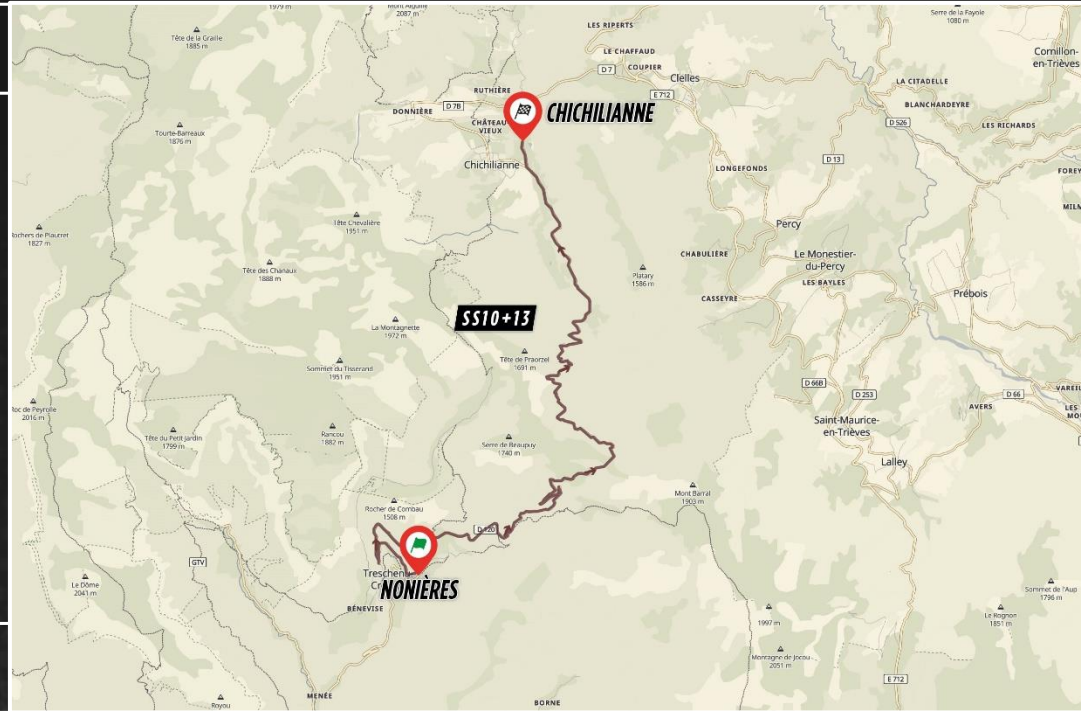 1979 m
2087 m
Serre de la Fayolle
1080 m
Tête de la Graille
1885 m
LES RIPERTS
LE CHAFFAUD
COUPIER
D 7
Clelles
Cornillon-
en-Trièves
RUTHIÈRE
E 712
LA CITADELLE
DONNIÈRE
D 7B
CHICHILIANNE
BLANCHARDEYRE
CHÂTEAU
VIEUX
D 526
LES RICHARDS
Tourte-Barreaux
1876 m
Chichilianne
D 13
LONGEFONDS
Tête Chevalière
1951 m
Percy
Rochers de Plautret
1827 m
CHABULIÈRE
Le Monestier-
du-Percy
Tête des Chanaux
1888 m
Platary
1586 m
LES BAYLES
CASSEYRE
Prébois
SS10+13
La Montagnette
1972 m
Tête de Praorzel
1691 m
Sommet du Tisserand
1951 m
D 66B
D 253
D 66
Roc de Peyrolle
2016 m
AVERS
Saint-Maurice-
en-Trièves
Tête du Petit Jardin
1799 m
Rancou
1882 m
Serre de Beaupuy
1740 m
Lalley
Mont Barral
1903 m
Rocher de Combau
1508 m
D 120
GTV
NONIÈRES
Le Dôme
2041 m
BÉNEVISE
Sommet de l'Aup
1796 m
1997 m
Le Rognon
1851 m
Montagne de Jocou
2051 m
E 712
MENÉE
Royou
BORNE